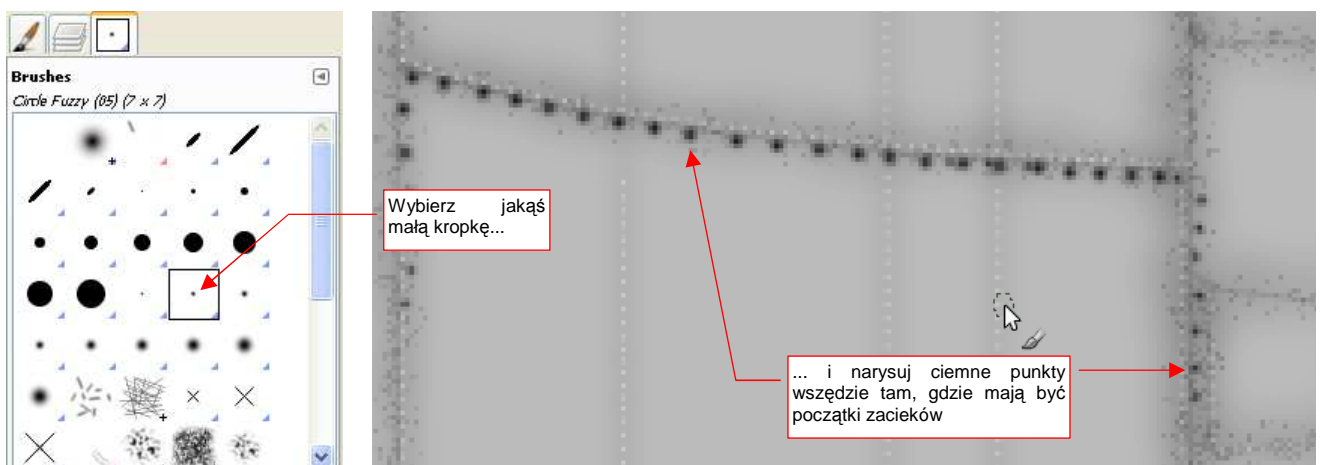 Brushes
Circle Fuzzy (05) (7 x 7)
Wybierz jakąś
małą kropkę...
... i narysuj ciemne punkty
wszędzie tam, gdzie mają być
początki zacieków